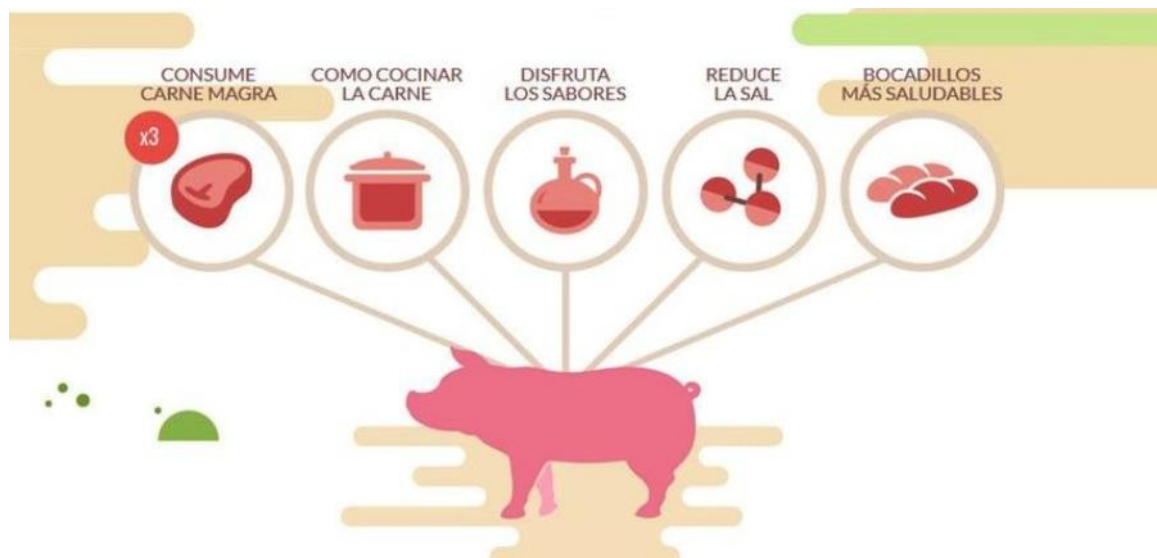 CONSUME
CARNE MAGRA
COMO COCINAR
LA CARNE
DISFRUTA
LOS SABORES
REDUCE
LA SAL
BOCADILLOS
MÁS SALUDABLES
x3